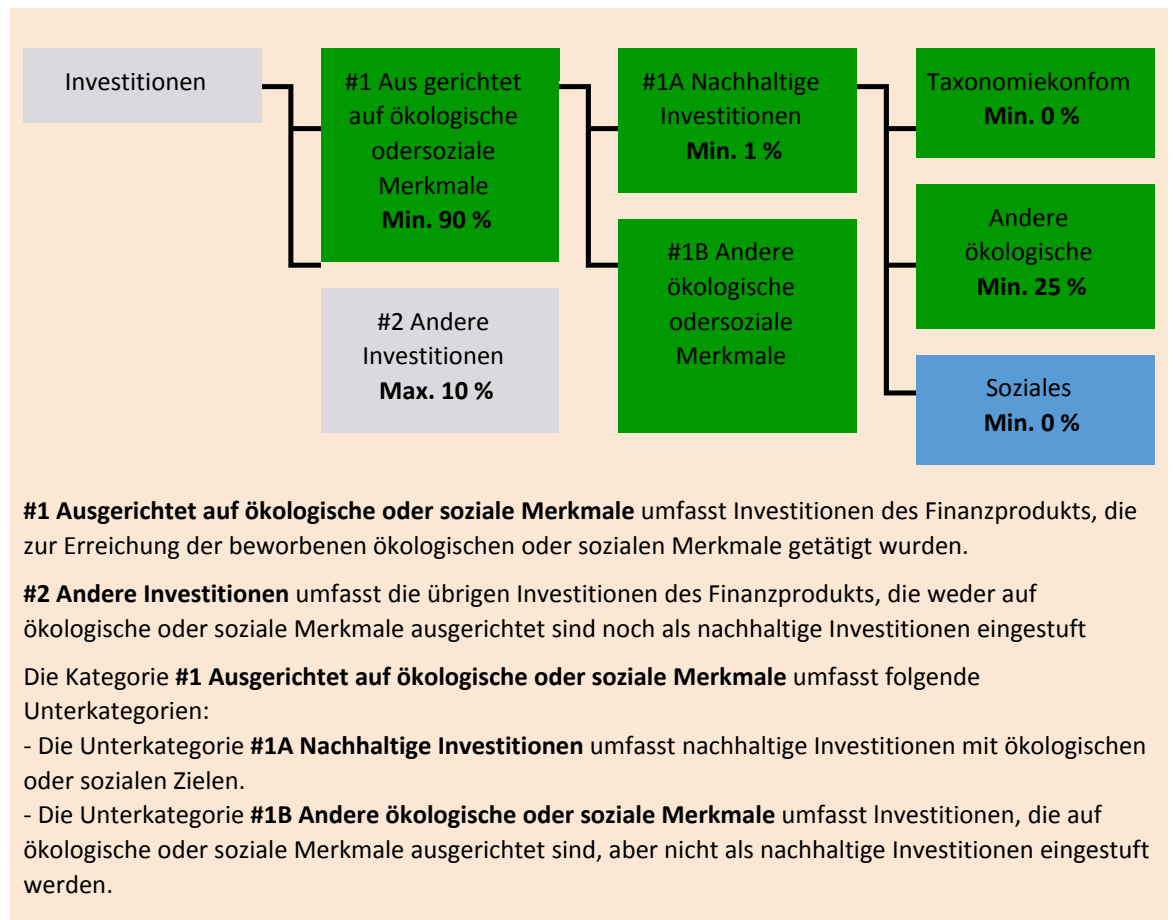 Investitionen
#1 Aus gerichtet
auf ökologische
odersoziale
Merkmale
Min. 90 %
#2 Andere
Investitionen
Max. 10 %
#1A Nachhaltige
Investitionen
Min. 1 %
#1B Andere
ökologische
odersoziale
Merkmale
Taxonomiekonfom
Min. 0 %
Andere
ökologische
Min. 25 %
Soziales
Min. 0 %
#1 Ausgerichtet auf ökologische oder soziale Merkmale umfasst Investitionen des Finanzprodukts, die
zur Erreichung der beworbenen ökologischen oder sozialen Merkmale getätigt wurden.
#2 Andere Investitionen umfasst die übrigen Investitionen des Finanzprodukts, die weder auf
ökologische oder soziale Merkmale ausgerichtet sind noch als nachhaltige Investitionen eingestuft
Die Kategorie #1 Ausgerichtet auf ökologische oder soziale Merkmale umfasst folgende
Unterkategorien:
- Die Unterkategorie #1A Nachhaltige Investitionen umfasst nachhaltige Investitionen mit ökologischen
oder sozialen Zielen.
- Die Unterkategorie #1B Andere ökologische oder soziale Merkmale umfasst lnvestitionen, die auf
ökologische oder soziale Merkmale ausgerichtet sind, aber nicht als nachhaltige Investitionen eingestuft
werden.